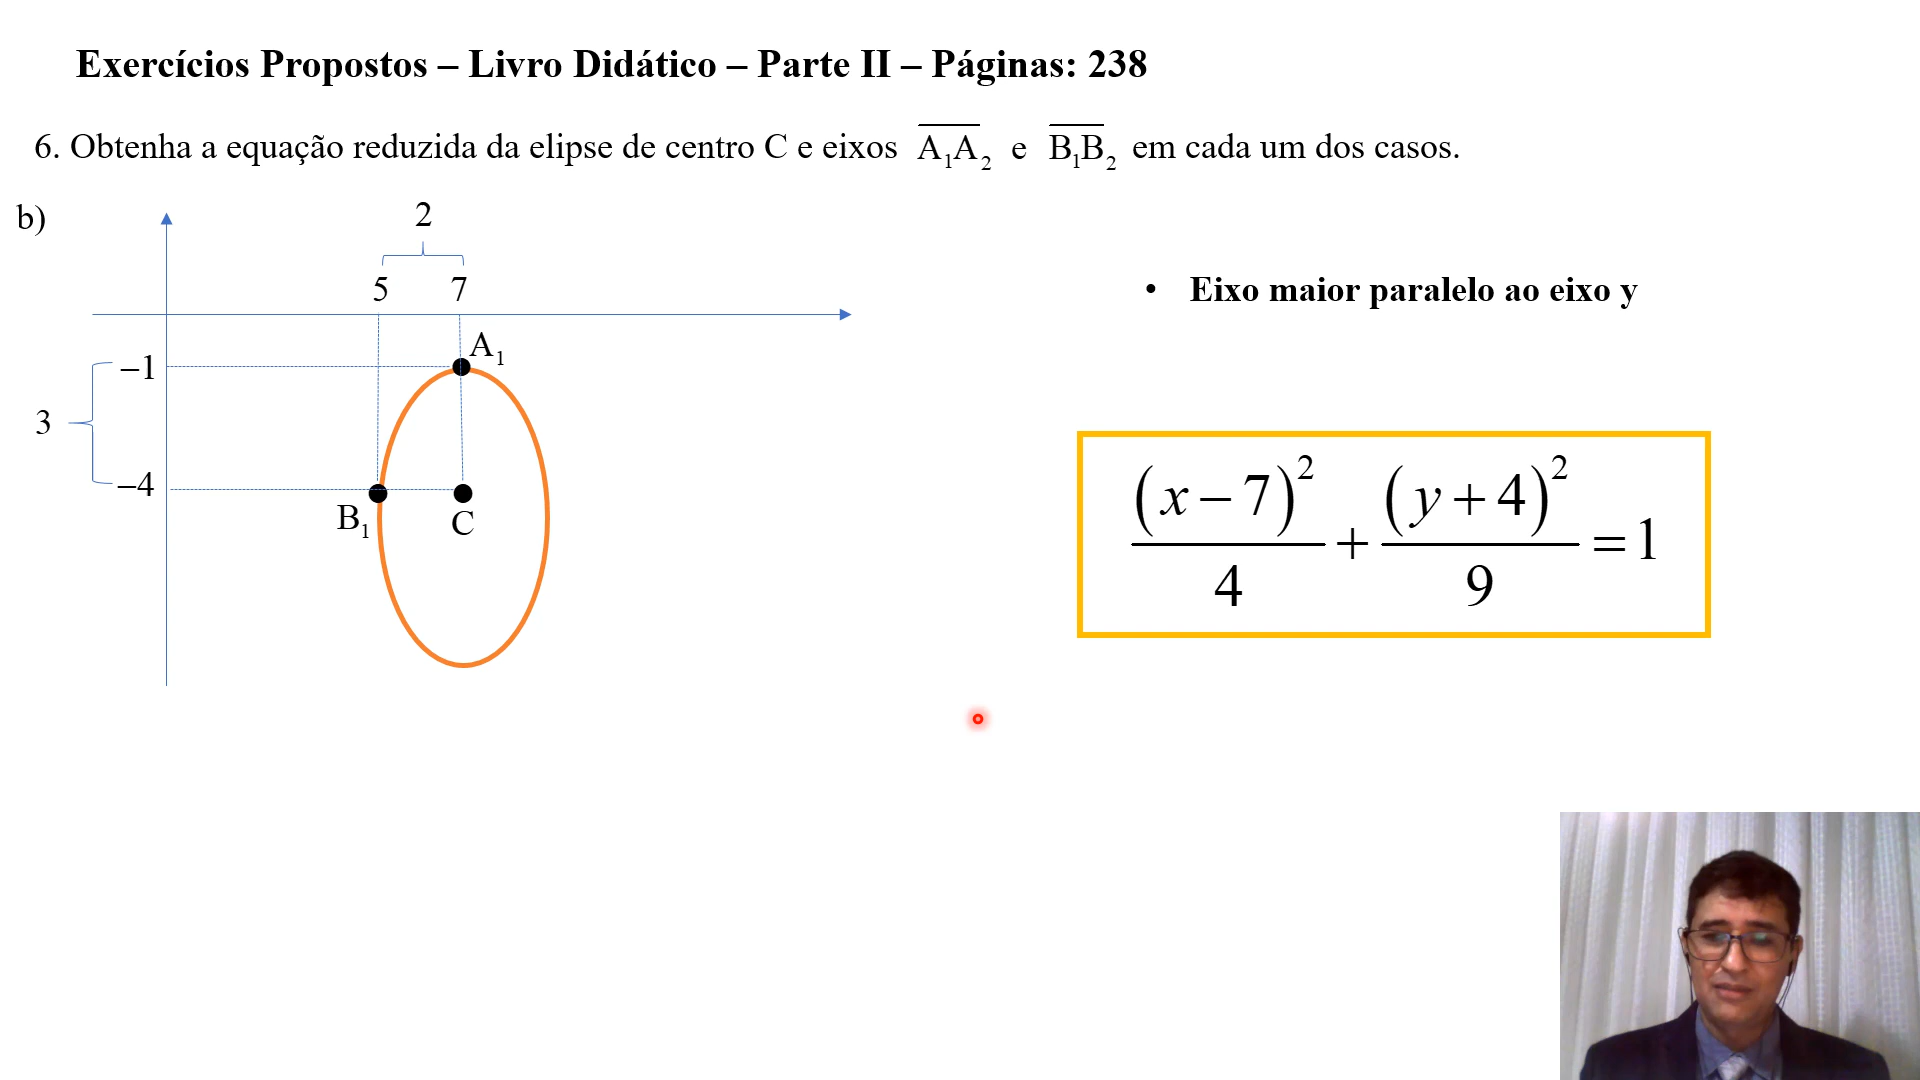 Exercícios Propostos – Livro Didático – Parte II – Páginas: 238
6. Obtenha a equação reduzida da elipse de centro C e eixos A₁A₂ e B₁B₂ em cada um dos casos.
b)
2
5 7
• Eixo maior paralelo ao eixo y
A₁
–1
3
–4
B₁ C
(x – 7)²/4 + (y + 4)²/9 = 1